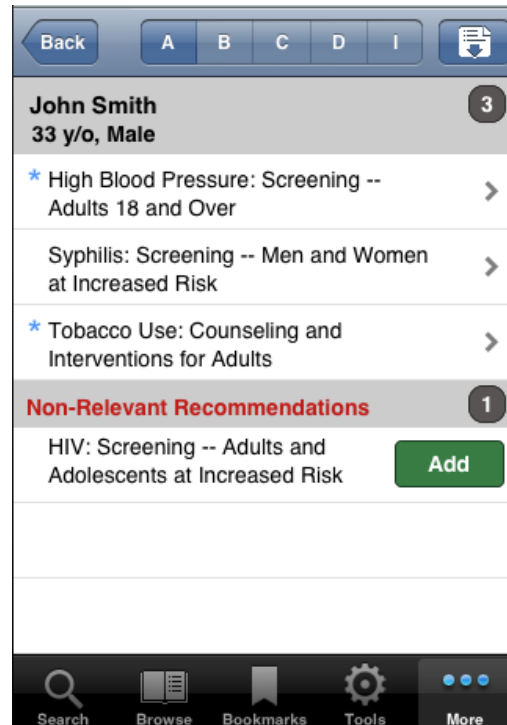 Back A B C D I
John Smith 3
33 y/o, Male
* High Blood Pressure: Screening --
Adults 18 and Over
Syphilis: Screening -- Men and Women
at Increased Risk
* Tobacco Use: Counseling and
Interventions for Adults
Non-Relevant Recommendations 1
HIV: Screening -- Adults and
Adolescents at Increased Risk
Add
Search Browse Bookmarks Tools More